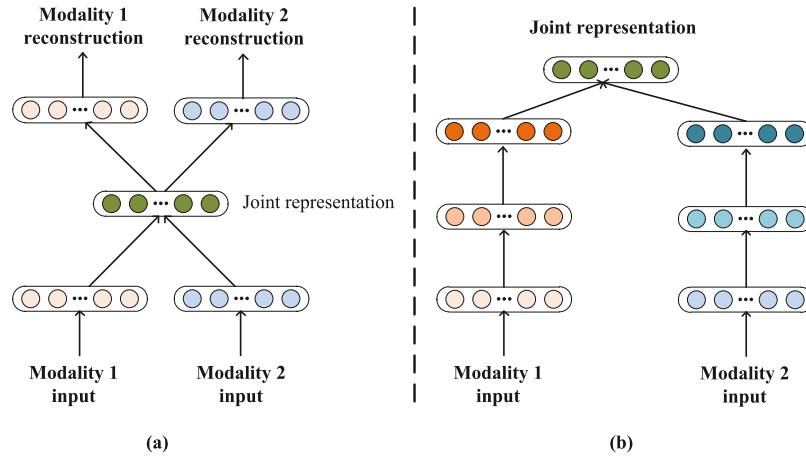 Modality 1
reconstruction
Modality 2
reconstruction
Joint representation
Modality 1
input
Modality 2
input
(a)
Joint representation
Modality 1
input
Modality 2
input
(b)